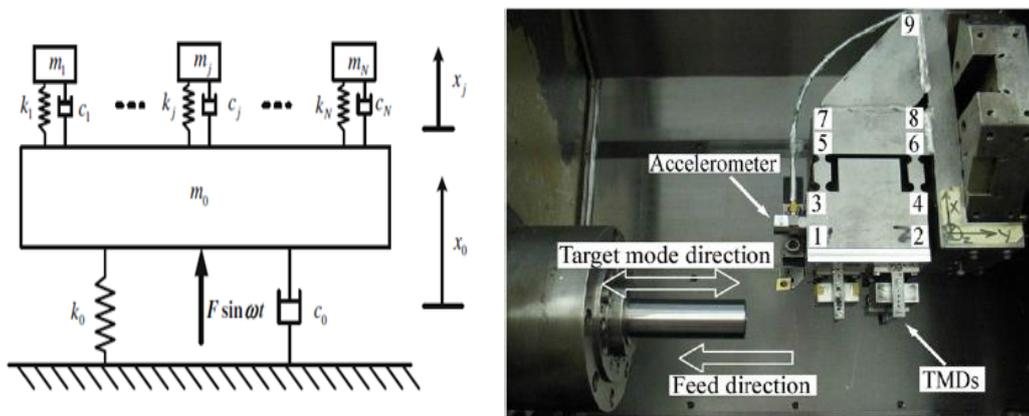 m1 mj mN
k1 c1 kj cj kN cN xj
m0
x0
k0 F sin ωt c0
9
7 8
5 6
Accelerometer
3 4
1 2
X
Z Y
Target mode direction
Feed direction
TMDs